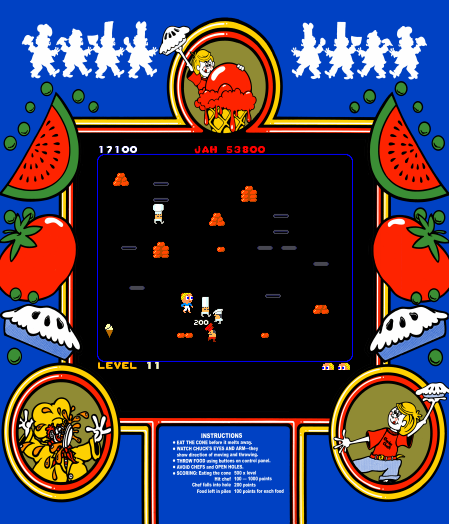 17100 JAH 53800
200
LEVEL 11
INSTRUCTIONS
• EAT THE CONE before it melts away.
• WATCH CHUCK'S EYES AND ARM—they
show direction of moving and throwing.
• THROW FOOD using buttons on control panel.
• AVOID CHEFS and OPEN HOLES.
• SCORING: Eating the cone 500 x level
Hit chef 100 — 1000 points
Chef falls into hole 200 points
Food left in piles 100 points for each food